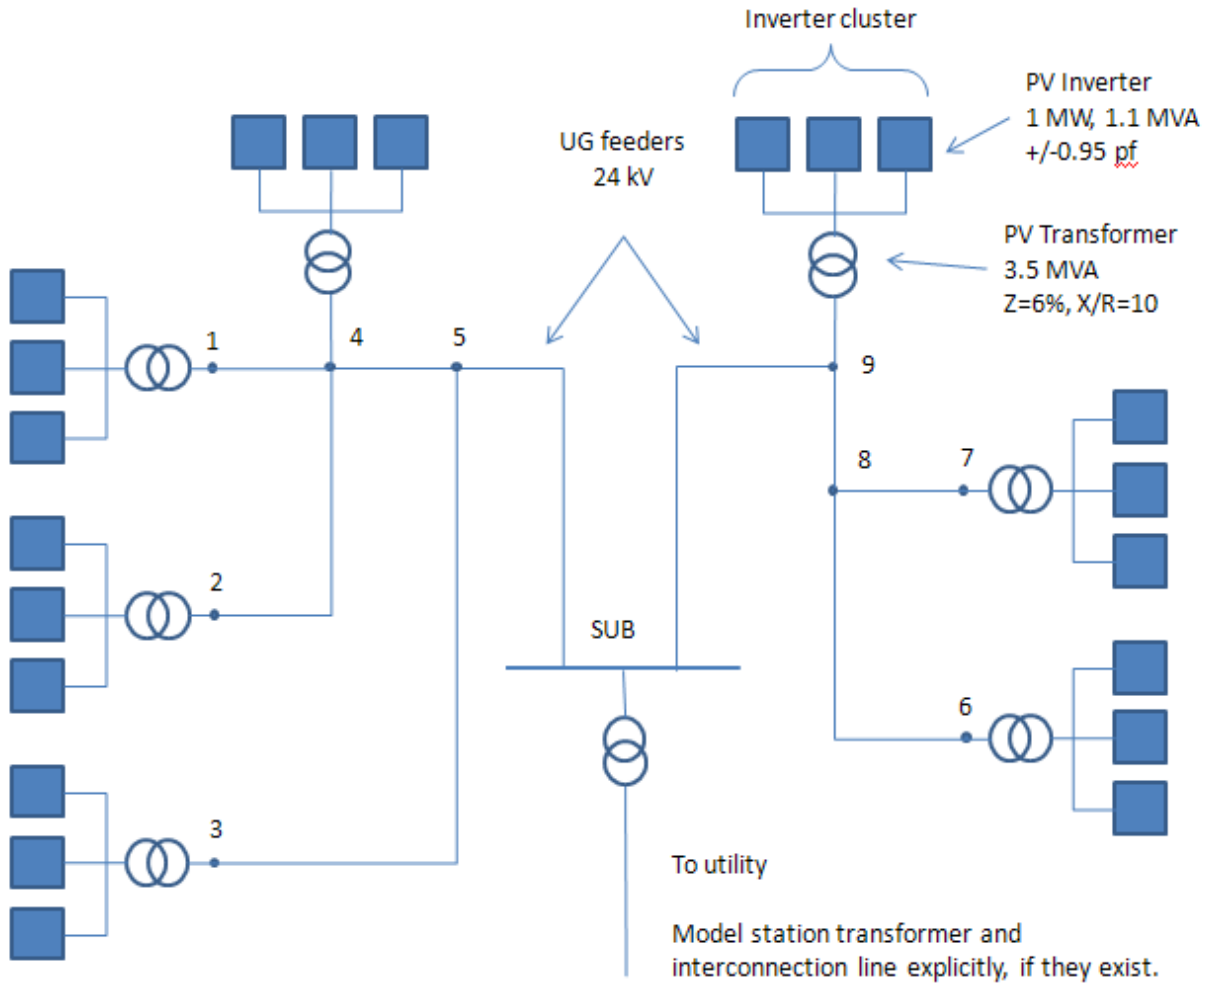 Inverter cluster
PV Inverter
1 MW, 1.1 MVA
+/-0.95 pf
UG feeders
24 kV
PV Transformer
3.5 MVA
Z=6%, X/R=10
1
4
5
9
8
7
2
SUB
6
3
To utility
Model station transformer and
interconnection line explicitly, if they exist.